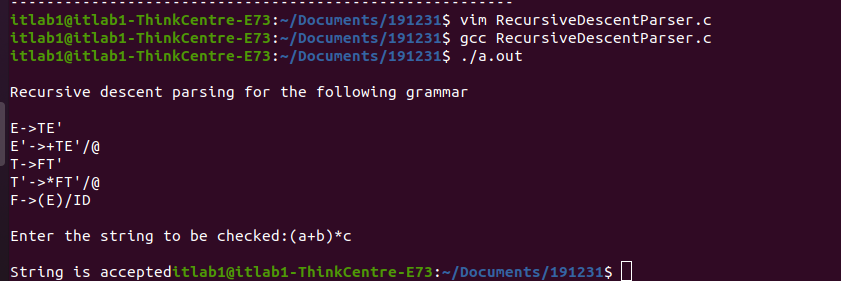 itlab1@itlab1-ThinkCentre-E73:~/Documents/191231$ vim RecursiveDescentParser.c
itlab1@itlab1-ThinkCentre-E73:~/Documents/191231$ gcc RecursiveDescentParser.c
itlab1@itlab1-ThinkCentre-E73:~/Documents/191231$ ./a.out
Recursive descent parsing for the following grammar
E->TE'
E'->+TE'/@
T->FT'
T'->*FT'/@
F->(E)/ID
Enter the string to be checked:(a+b)*c
String is accepteditlab1@itlab1-ThinkCentre-E73:~/Documents/191231$